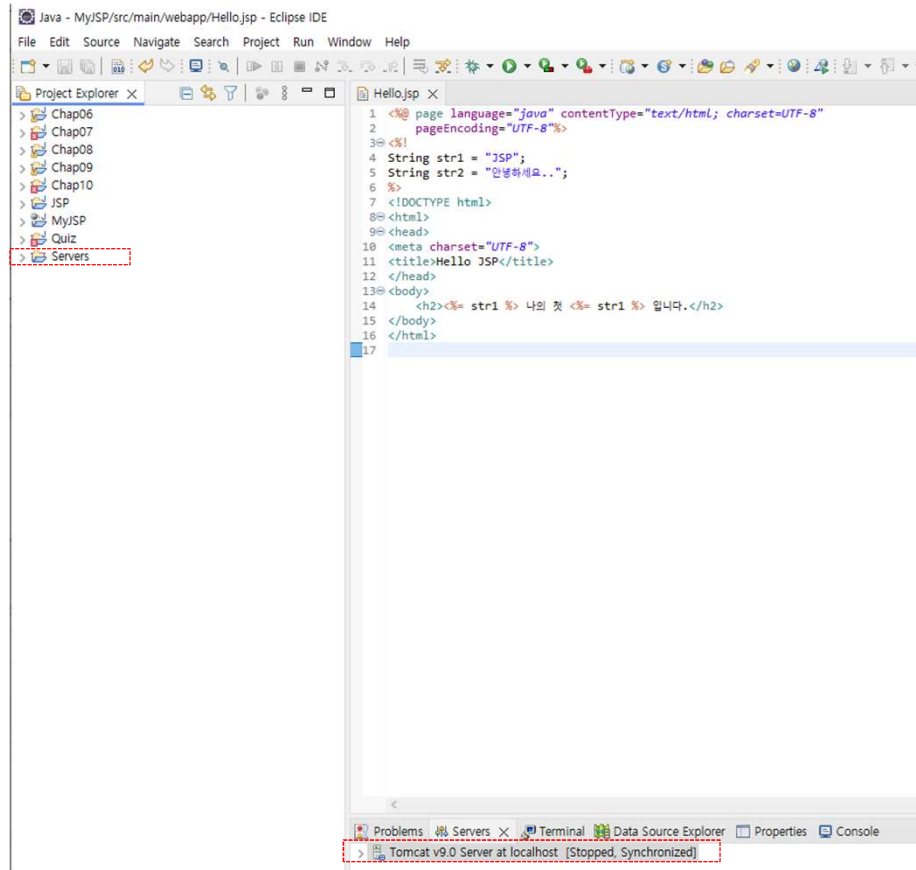 Java - MyJSP/src/main/webapp/Hello.jsp - Eclipse IDE
File Edit Source Navigate Search Project Run Window Help
Project Explorer
Chap06
Chap07
Chap08
Chap09
Chap10
JSP
MyJSP
Quiz
Servers
Hello.jsp
1 <%@ page language="java" contentType="text/html; charset=UTF-8"
2 pageEncoding="UTF-8"%>
3 <%!
4 String str1 = "JSP";
5 String str2 = "안녕하세요..";
6 %>
7 <!DOCTYPE html>
8 <html>
9 <head>
10 <meta charset="UTF-8">
11 <title>Hello JSP</title>
12 </head>
13 <body>
14 <h2><%= str1 %> 나의 첫 <%= str1 %> 입니다.</h2>
15 </body>
16 </html>
17
Problems Servers Terminal Data Source Explorer Properties Console
Tomcat v9.0 Server at localhost [Stopped, Synchronized]